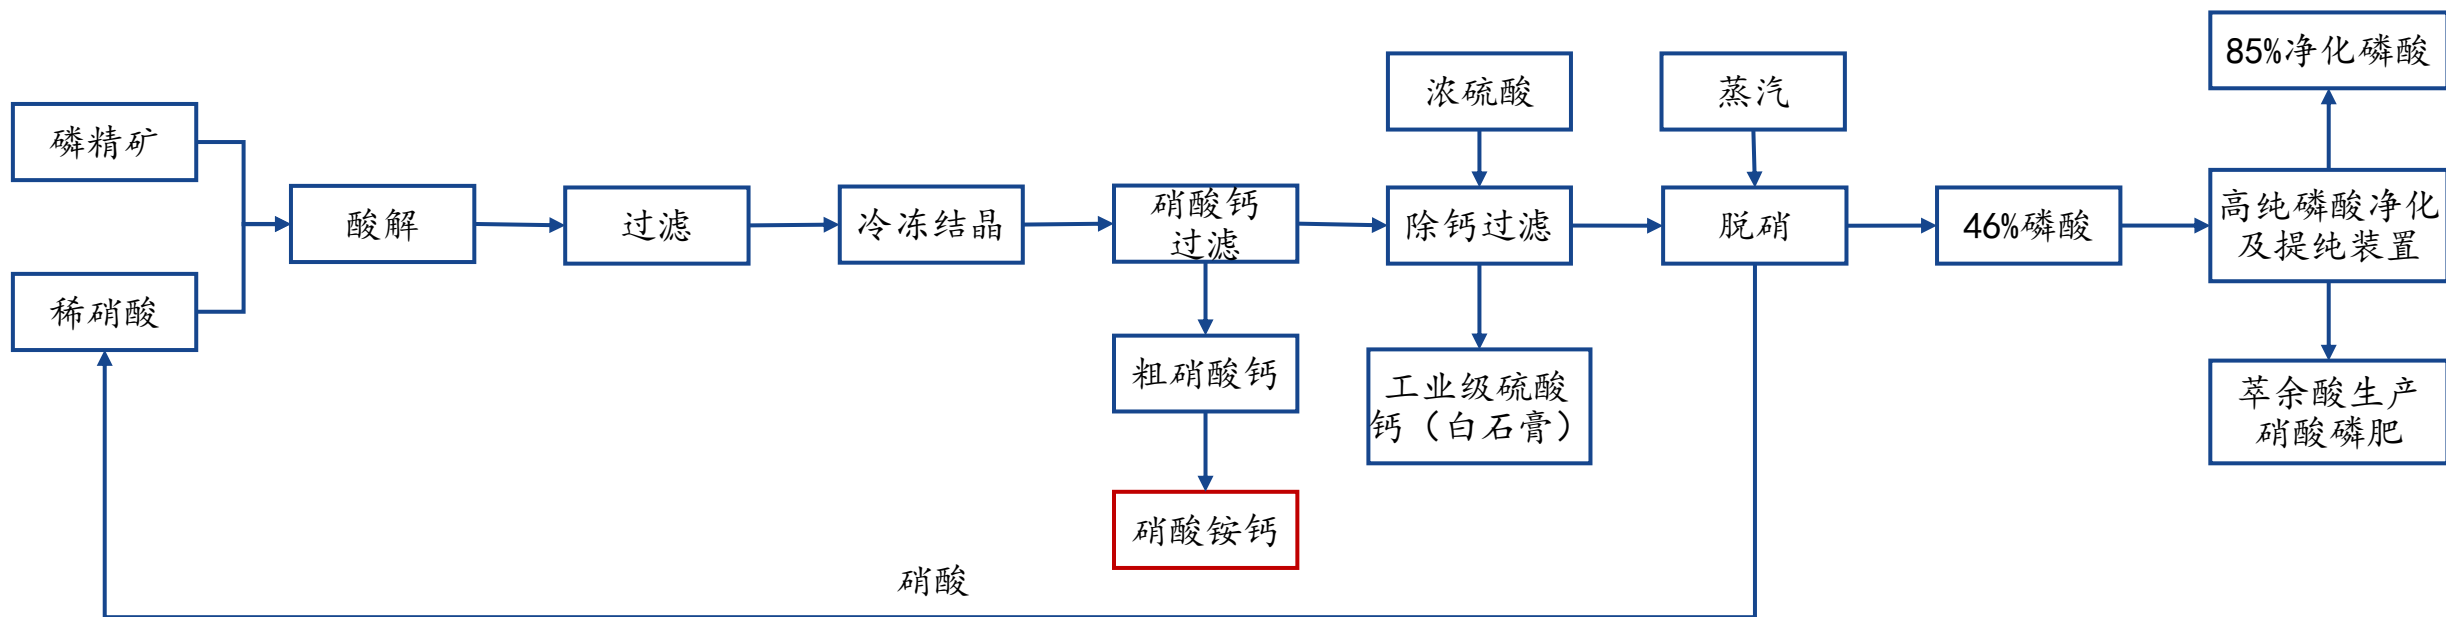 磷精矿
稀硝酸
酸解
过滤
冷冻结晶
硝酸钙
过滤
粗硝酸钙
硝酸铵钙
浓硫酸
除钙过滤
工业级硫酸
钙（白石膏）
蒸汽
脱硝
硝酸
46%磷酸
85%净化磷酸
高纯磷酸净化
及提纯装置
萃余酸生产
硝酸磷肥